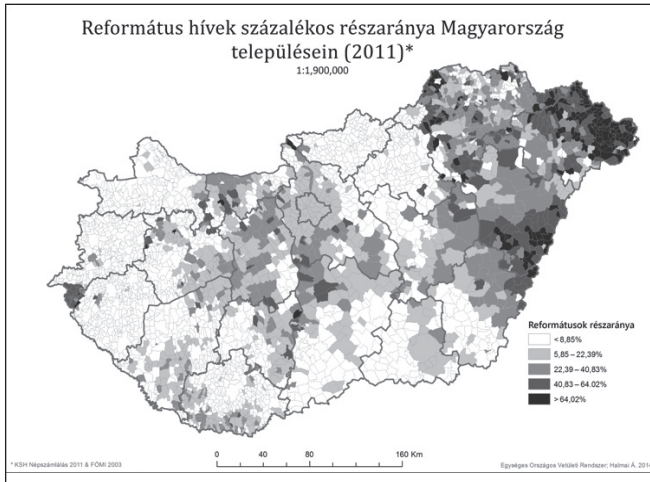 Református hívek százalékos részaránya Magyarország
településein (2011)*
1:1,900,000
Reformátusok részaránya
< 8,85%
5,85 – 22,39%
22,39 – 40,83%
40,83 – 64.02%
> 64,02%
0 20 40 80 120 160 Km
* KSH Népszámlálás 2011 & FÖMI 2003
Egységes Országos Vetületi Rendszer; Halmai Á. 2014